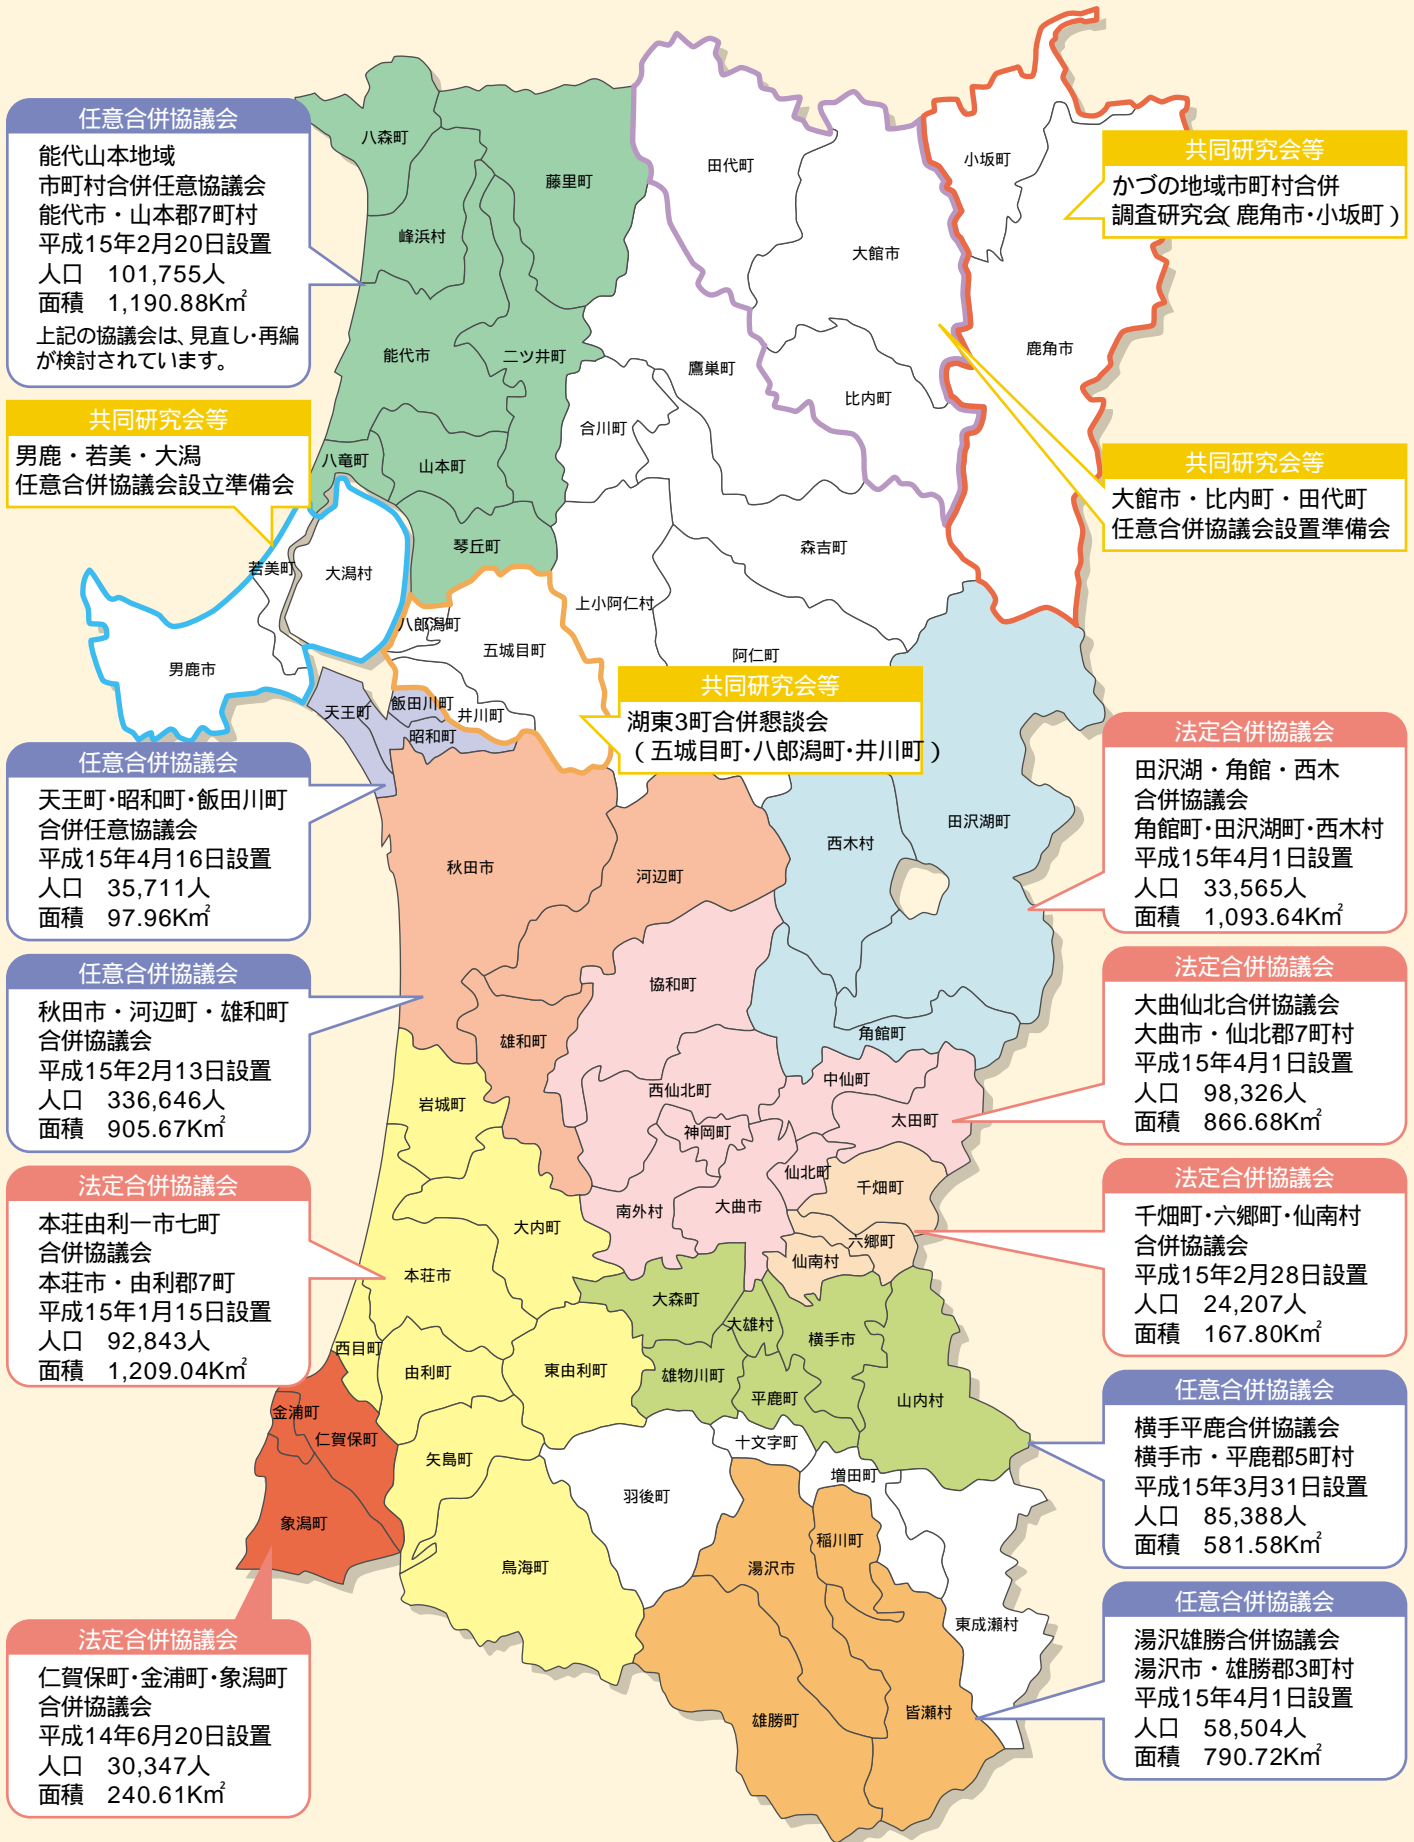 任意合併協議会
能代山本地域
市町村合併任意協議会
能代市・山本郡7町村
平成15年2月20日設置
人口 101,755人
面積 1,190.88K㎡
上記の協議会は、見直し・再編
が検討されています。
共同研究会等
男鹿・若美・大潟
任意合併協議会設立準備会
任意合併協議会
天王町・昭和町・飯田川町
合併任意協議会
平成15年4月16日設置
人口 35,711人
面積 97.96K㎡
任意合併協議会
秋田市・河辺町・雄和町
合併協議会
平成15年2月13日設置
人口 336,646人
面積 905.67K㎡
法定合併協議会
本荘由利一市七町
合併協議会
本荘市・由利郡7町
平成15年1月15日設置
人口 92,843人
面積 1,209.04K㎡
法定合併協議会
仁賀保町・金浦町・象潟町
合併協議会
平成14年6月20日設置
人口 30,347人
面積 240.61K㎡
八森町
藤里町
峰浜村
能代市
二ツ井町
八竜町
山本町
琴丘町
田代町
大館市
比内町
小坂町
鹿角市
鷹巣町
合川町
森吉町
上小阿仁村
阿仁町
若美町
大潟村
男鹿市
八郎潟町
五城目町
井川町
天王町
飯田川町
昭和町
共同研究会等
湖東3町合併懇談会
(五城目町・八郎潟町・井川町)
秋田市
河辺町
雄和町
西木村
田沢湖町
角館町
協和町
西仙北町
中仙町
太田町
神岡町
仙北町
南外村
大曲市
千畑町
六郷町
仙南村
岩城町
大内町
本荘市
西目町
由利町
東由利町
矢島町
鳥海町
金浦町
仁賀保町
象潟町
大森町
大雄村
横手市
雄物川町
平鹿町
山内村
十文字町
増田町
羽後町
東成瀬村
湯沢市
稲川町
雄勝町
皆瀬村
共同研究会等
かづの地域市町村合併
調査研究会(鹿角市・小坂町)
共同研究会等
大館市・比内町・田代町
任意合併協議会設置準備会
法定合併協議会
田沢湖・角館・西木
合併協議会
角館町・田沢湖町・西木村
平成15年4月1日設置
人口 33,565人
面積 1,093.64K㎡
法定合併協議会
大曲仙北合併協議会
大曲市・仙北郡7町村
平成15年4月1日設置
人口 98,326人
面積 866.68K㎡
法定合併協議会
千畑町・六郷町・仙南村
合併協議会
平成15年2月28日設置
人口 24,207人
面積 167.80K㎡
任意合併協議会
横手平鹿合併協議会
横手市・平鹿郡5町村
平成15年3月31日設置
人口 85,388人
面積 581.58K㎡
任意合併協議会
湯沢雄勝合併協議会
湯沢市・雄勝郡3町村
平成15年4月1日設置
人口 58,504人
面積 790.72K㎡